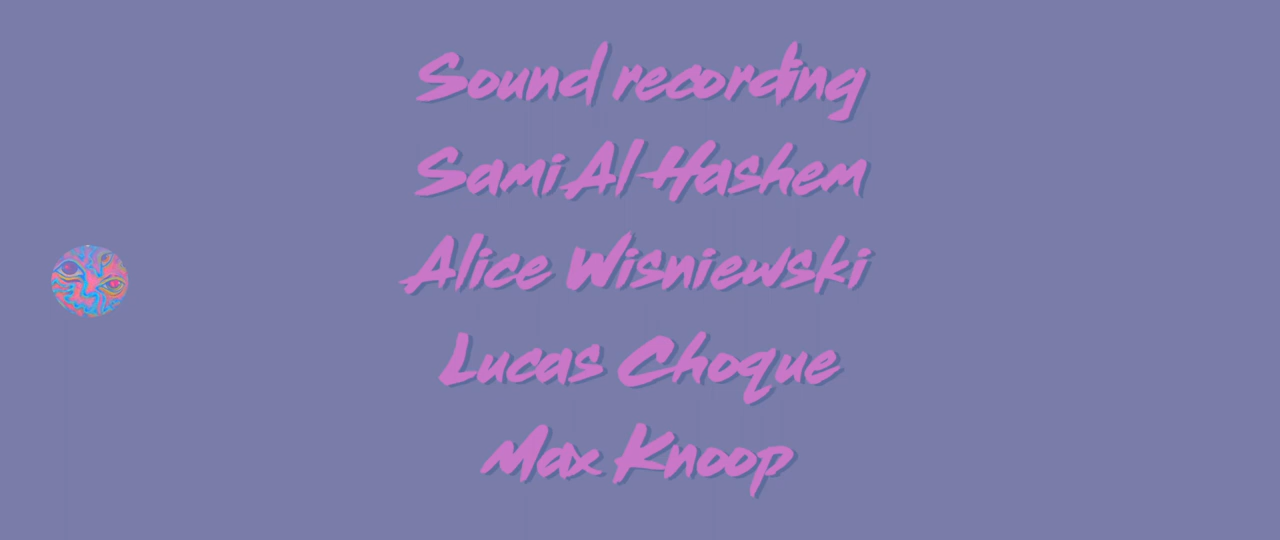 Sound recording
Sami Al-Hashem
Alice Wisniewski
Lucas Choque
Max Knoop